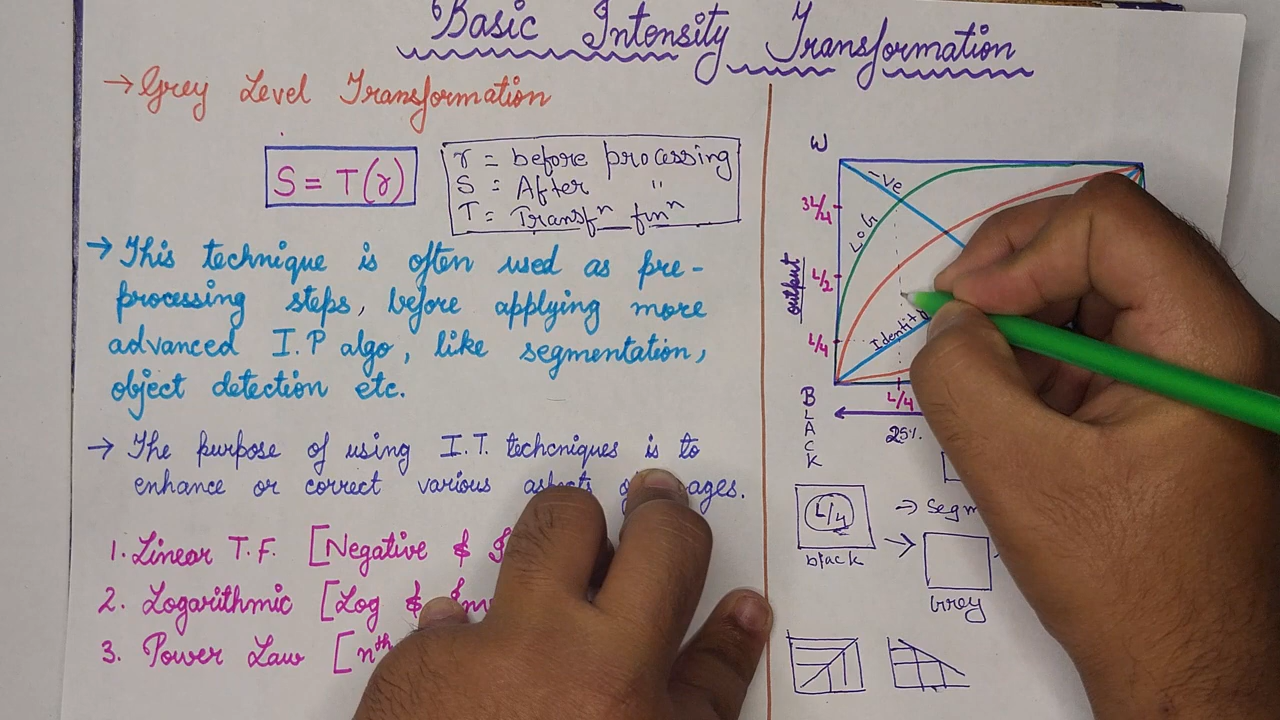 Basic Intensity Transformation
→ Grey Level Transformation
S = T(r)
r = before processing
S = After "
T = Transfⁿ funⁿ
→ This technique is often used as pre-
processing steps, before applying more
advanced I.P algo, like segmentation,
object detection etc.
→ The purpose of using I.T. techcniques is to
enhance or correct various
1. Linear T.F. [Negative &
2. Logarithmic [Log &
3. Power Law [nth
W
-ve
3L/4
LOG
output
L/2
Identity
L/4
BLACK
L/4
25%
L/4
→ Segm
black
Grey